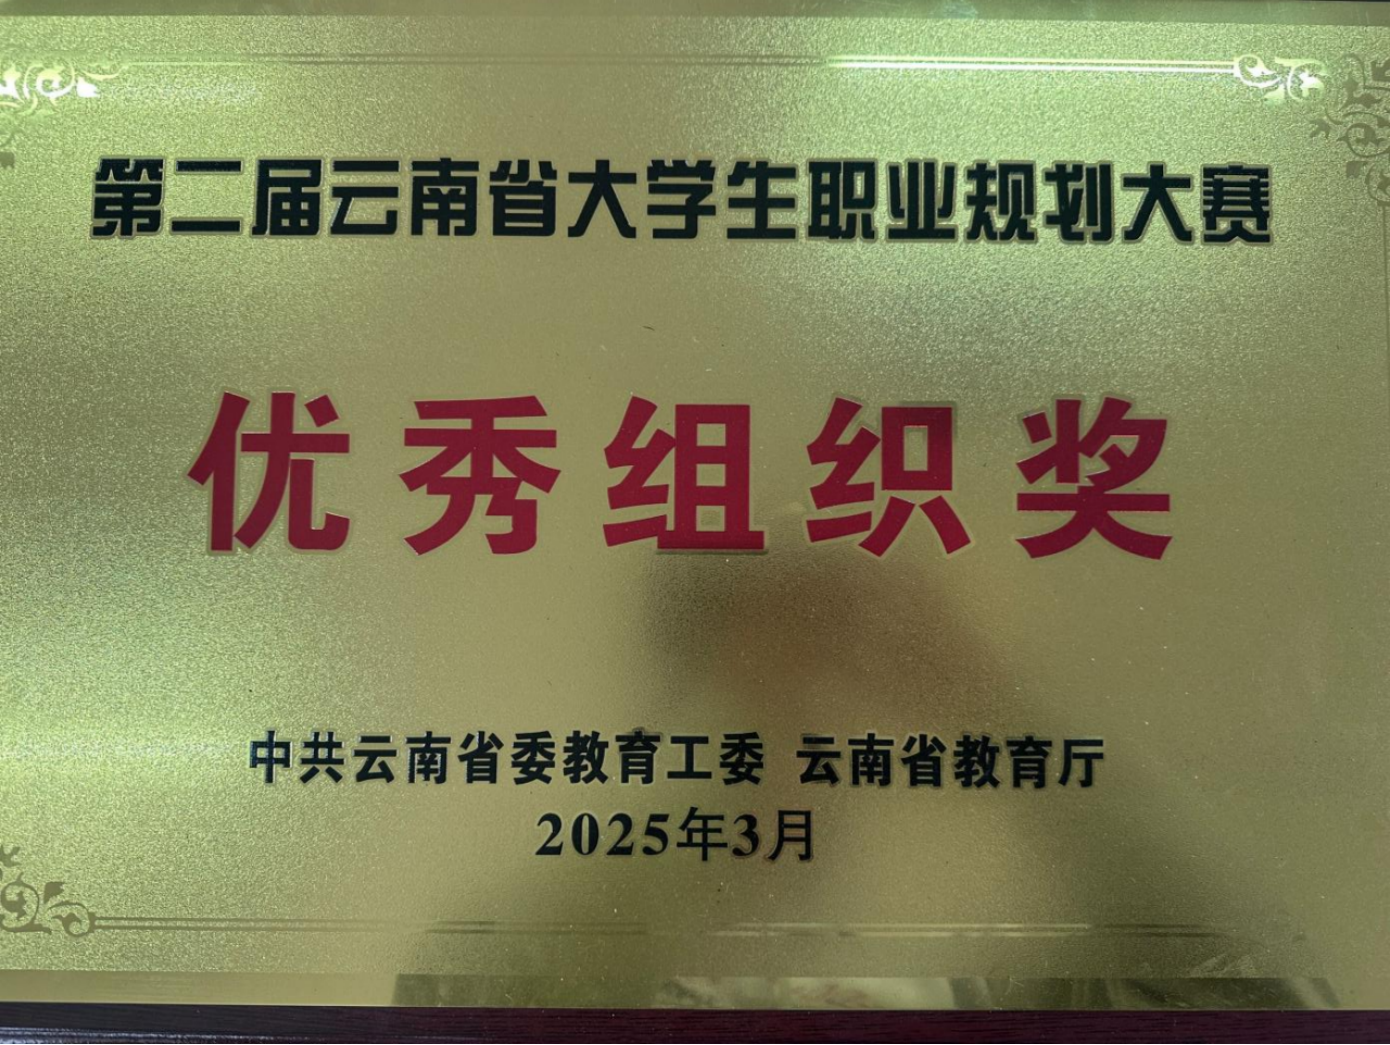 第二届云南省大学生职业规划大赛
优秀组织奖
中共云南省委教育工委 云南省教育厅
2025年3月